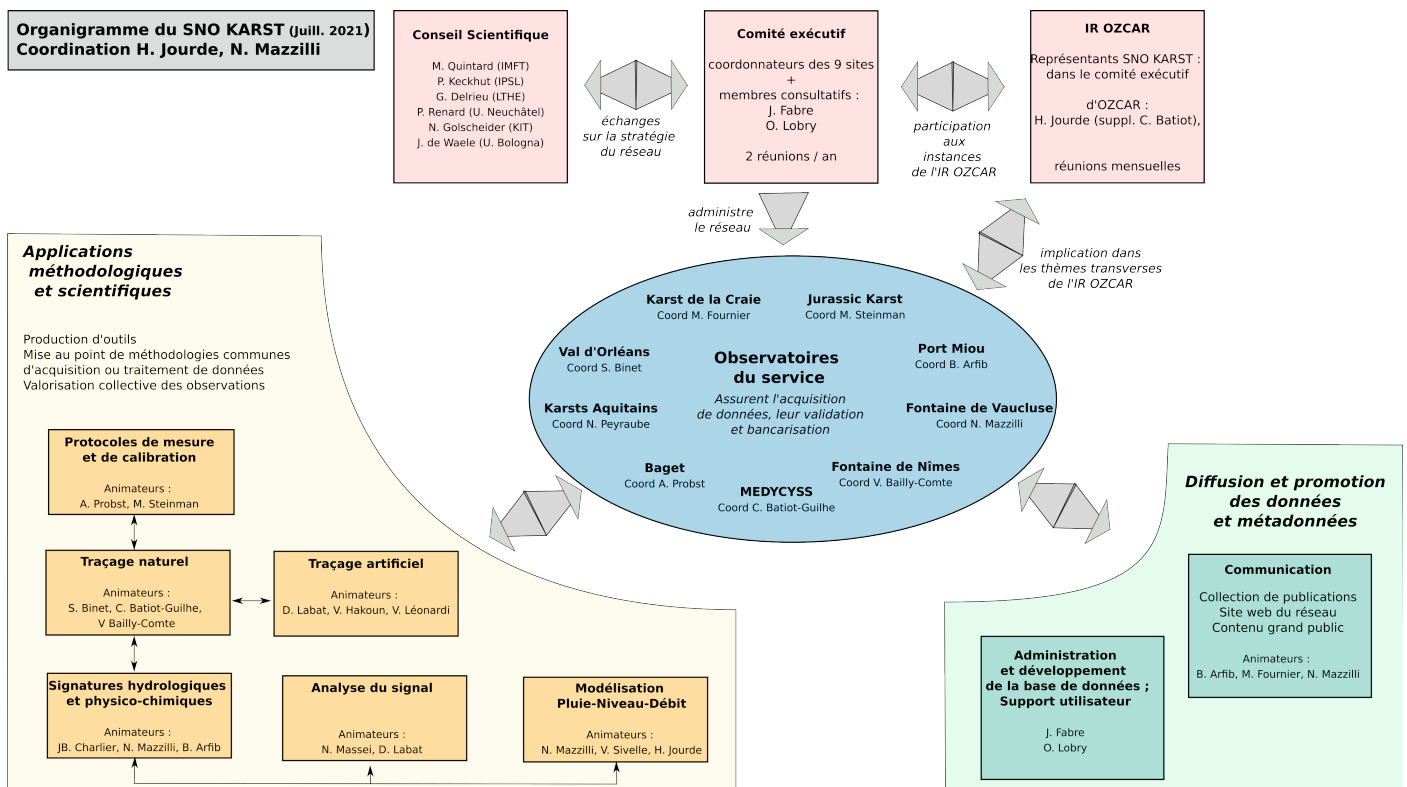 Organigramme du SNO KARST (Juill. 2021)
Coordination H. Jourde, N. Mazzilli
Conseil Scientifique
M. Quintard (IMFT)
P. Keckhut (IPSL)
G. Delrieu (LTHE)
P. Renard (U. Neuchâtel)
N. Golscheider (KIT)
J. de Waele (U. Bologna)
échanges
sur la stratégie
du réseau
Comité exécutif
coordonnateurs des 9 sites
+
membres consultatifs :
J. Fabre
O. Lobry
2 réunions / an
participation
aux
instances
de l'IR OZCAR
IR OZCAR
Représentants SNO KARST :
dans le comité exécutif
d'OZCAR :
H. Jourde (suppl. C. Batiot),
réunions mensuelles
administre
le réseau
implication dans
les thèmes transverses
de l'IR OZCAR
Applications
méthodologiques
et scientifiques
Production d'outils
Mise au point de méthodologies communes
d'acquisition ou traitement de données
Valorisation collective des observations
Protocoles de mesure
et de calibration
Animateurs :
A. Probst, M. Steinman
Traçage naturel
Animateurs :
S. Binet, C. Batiot-Guilhe,
V Bailly-Comte
Traçage artificiel
Animateurs :
D. Labat, V. Hakoun, V. Léonardi
Signatures hydrologiques
et physico-chimiques
Animateurs :
JB. Charlier, N. Mazzilli, B. Arfib
Analyse du signal
Animateurs :
N. Massei, D. Labat
Modélisation
Pluie-Niveau-Débit
Animateurs :
N. Mazzilli, V. Sivelle, H. Jourde
Karst de la Craie
Coord M. Fournier
Jurassic Karst
Coord M. Steinman
Val d'Orléans
Coord S. Binet
Port Miou
Coord B. Arfib
Observatoires
du service
Assurent l'acquisition
de données, leur validation
et bancarisation
Karsts Aquitains
Coord N. Peyraube
Fontaine de Vaucluse
Coord N. Mazzilli
Baget
Coord A. Probst
Fontaine de Nîmes
Coord V. Bailly-Comte
MEDYCYSS
Coord C. Batiot-Guilhe
Diffusion et promotion
des données
et métadonnées
Communication
Collection de publications
Site web du réseau
Contenu grand public
Animateurs :
B. Arfib, M. Fournier, N. Mazzilli
Administration
et développement
de la base de données ;
Support utilisateur
J. Fabre
O. Lobry